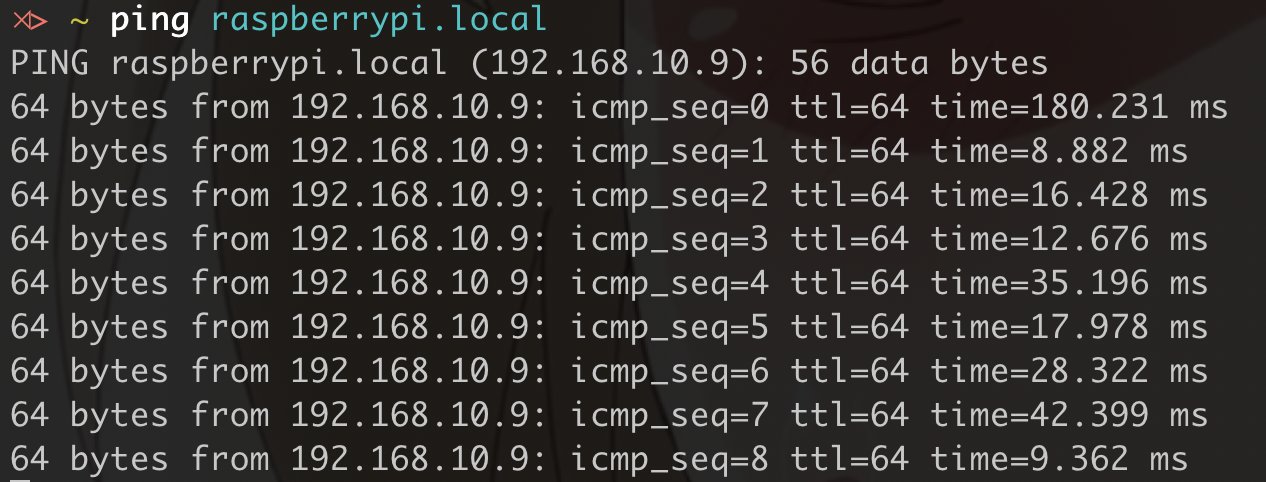 ~ ping raspberrypi.local
PING raspberrypi.local (192.168.10.9): 56 data bytes
64 bytes from 192.168.10.9: icmp_seq=0 ttl=64 time=180.231 ms
64 bytes from 192.168.10.9: icmp_seq=1 ttl=64 time=8.882 ms
64 bytes from 192.168.10.9: icmp_seq=2 ttl=64 time=16.428 ms
64 bytes from 192.168.10.9: icmp_seq=3 ttl=64 time=12.676 ms
64 bytes from 192.168.10.9: icmp_seq=4 ttl=64 time=35.196 ms
64 bytes from 192.168.10.9: icmp_seq=5 ttl=64 time=17.978 ms
64 bytes from 192.168.10.9: icmp_seq=6 ttl=64 time=28.322 ms
64 bytes from 192.168.10.9: icmp_seq=7 ttl=64 time=42.399 ms
64 bytes from 192.168.10.9: icmp_seq=8 ttl=64 time=9.362 ms